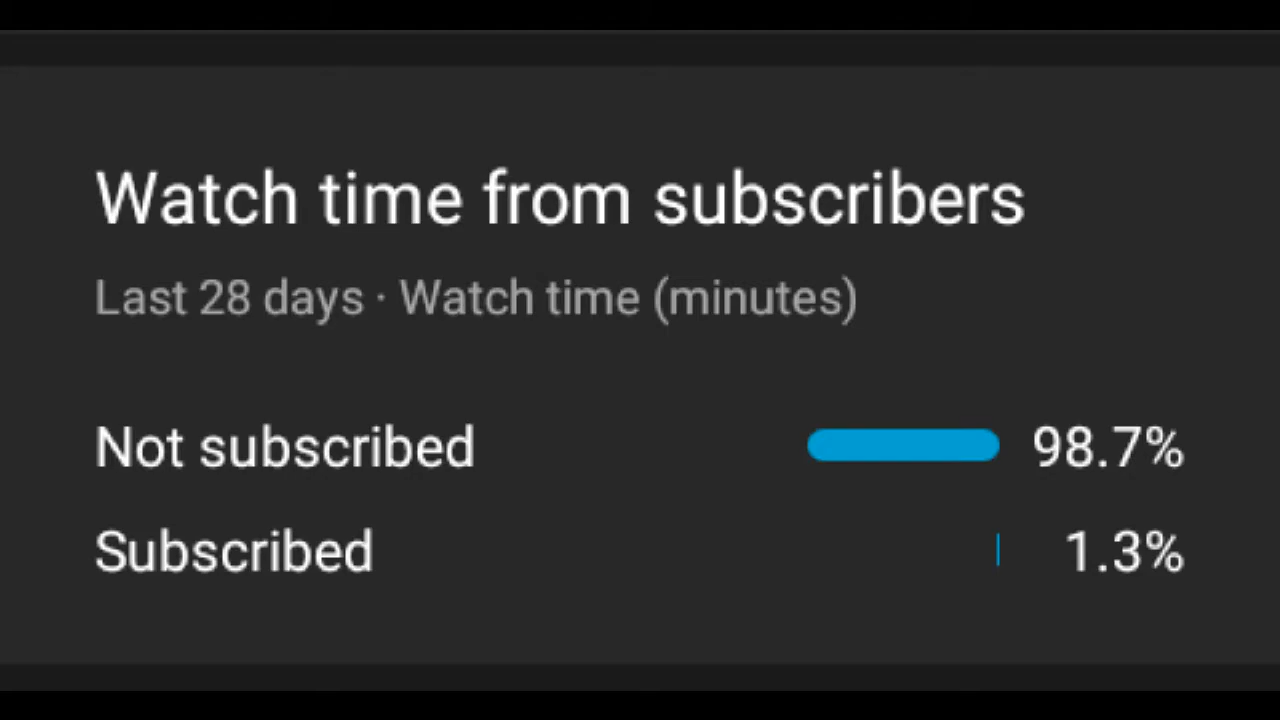 Watch time from subscribers
Last 28 days · Watch time (minutes)
Not subscribed 98.7%
Subscribed 1.3%